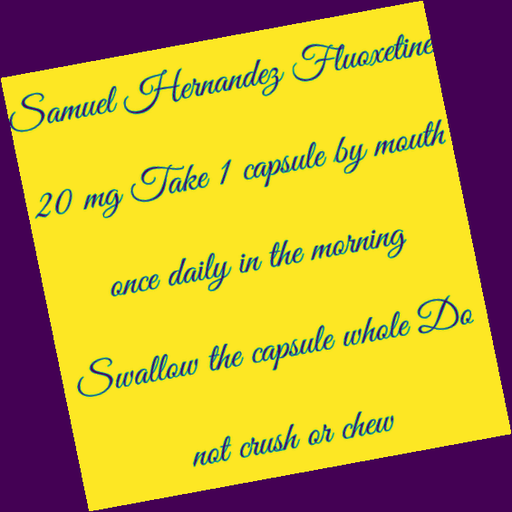 Samuel Hernandez Fluoxetine
20 mg Take 1 capsule by mouth
once daily in the morning
Swallow the capsule whole Do
not crush or chew